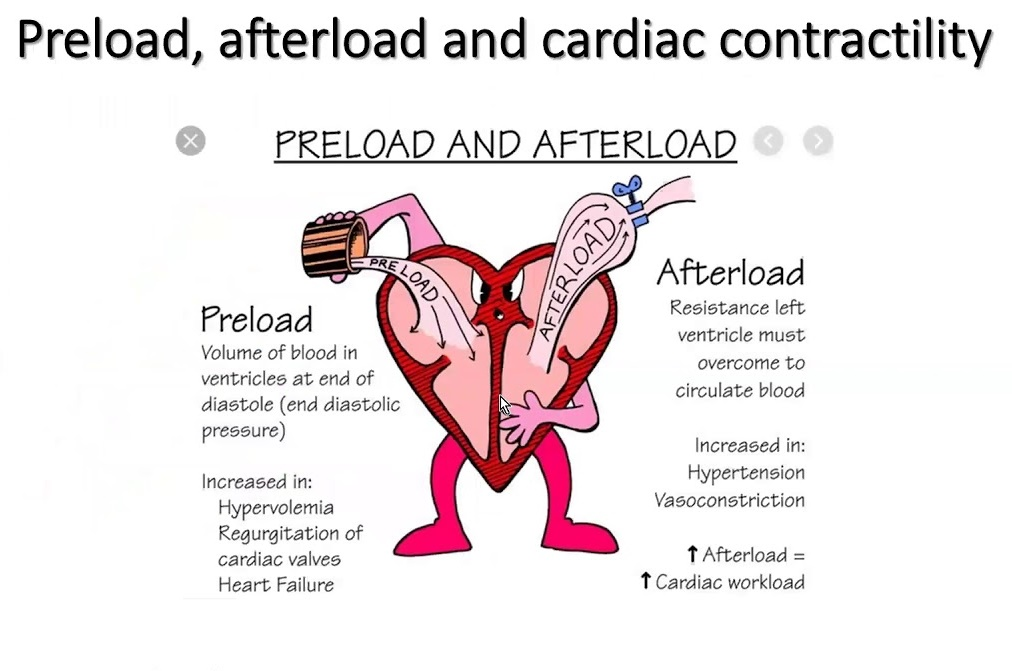 Preload, afterload and cardiac contractility
PRELOAD AND AFTERLOAD
PRELOAD
AFTERLOAD
Preload
Volume of blood in
ventricles at end of
diastole (end diastolic
pressure)
Increased in:
Hypervolemia
Regurgitation of
cardiac valves
Heart Failure
Afterload
Resistance left
ventricle must
overcome to
circulate blood
Increased in:
Hypertension
Vasoconstriction
↑ Afterload =
↑ Cardiac workload